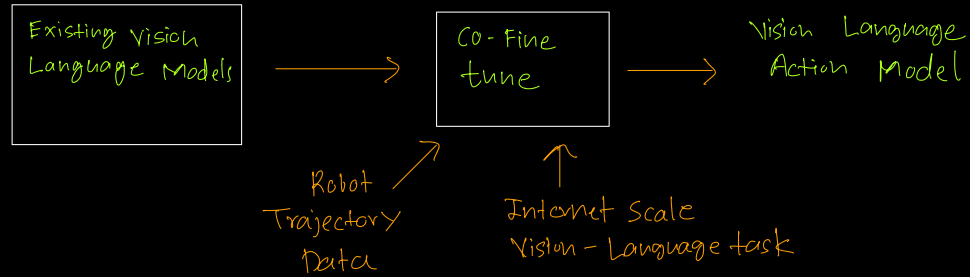 Existing Vision
Language Models
Co-Fine
tune
Vision Language
Action Model
Robot
Trajectory
Data
Internet Scale
Vision-Language task